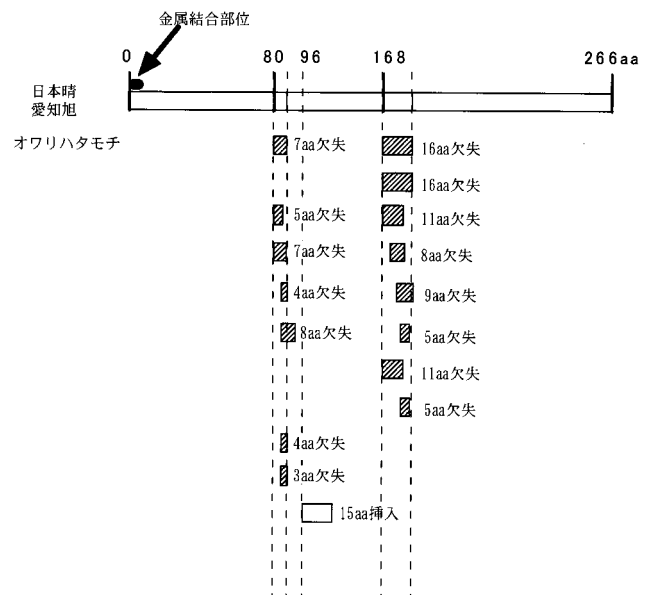 金属結合部位
0 80 96 168 266aa
日本晴
愛知旭
オワリハタモチ 7aa欠失 16aa欠失
16aa欠失
5aa欠失 11aa欠失
7aa欠失 8aa欠失
4aa欠失 9aa欠失
8aa欠失 5aa欠失
11aa欠失
5aa欠失
4aa欠失
3aa欠失
15aa挿入